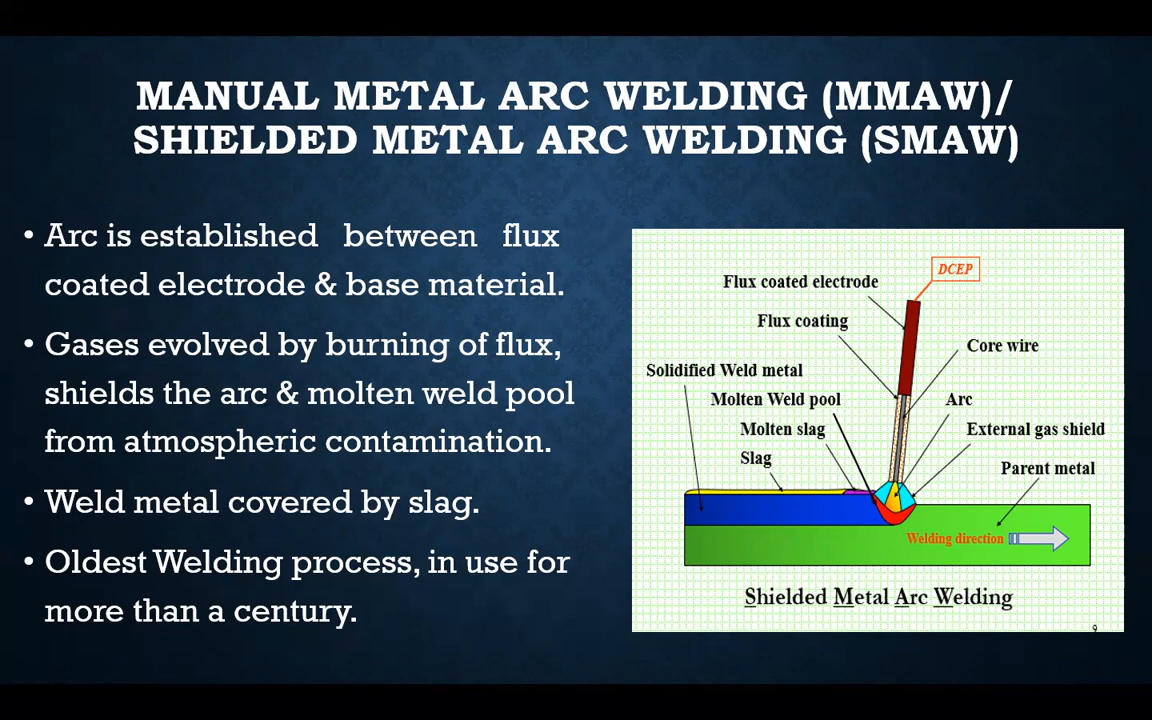 MANUAL METAL ARC WELDING (MMAW)/
SHIELDED METAL ARC WELDING (SMAW)
• Arc is established between flux
coated electrode & base material.
• Gases evolved by burning of flux,
shields the arc & molten weld pool
from atmospheric contamination.
• Weld metal covered by slag.
• Oldest Welding process, in use for
more than a century.
DCEP
Flux coated electrode
Flux coating
Core wire
Solidified Weld metal
Molten Weld pool
Arc
Molten slag
External gas shield
Slag
Parent metal
Welding direction
Shielded Metal Arc Welding
9